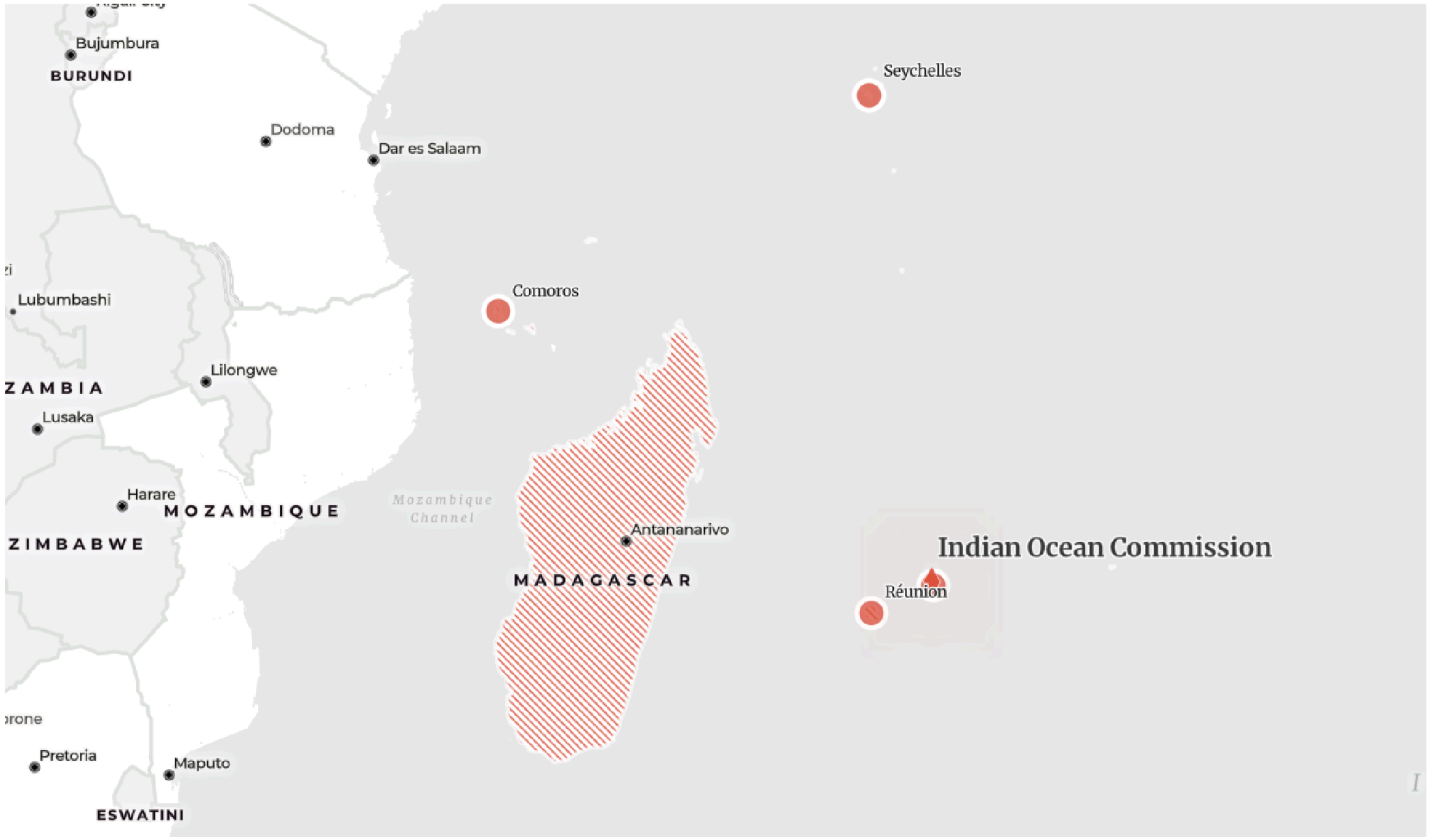 Bujumbura
BURUNDI
Seychelles
Dodoma
Dar es Salaam
Comoros
Lubumbashi
Lilongwe
ZAMBIA
Lusaka
Mozambique
Channel
Harare
MOZAMBIQUE
Antananarivo
ZIMBABWE
Indian Ocean Commission
MADAGASCAR
Réunion
Pretoria
Maputo
I
ESWATINI